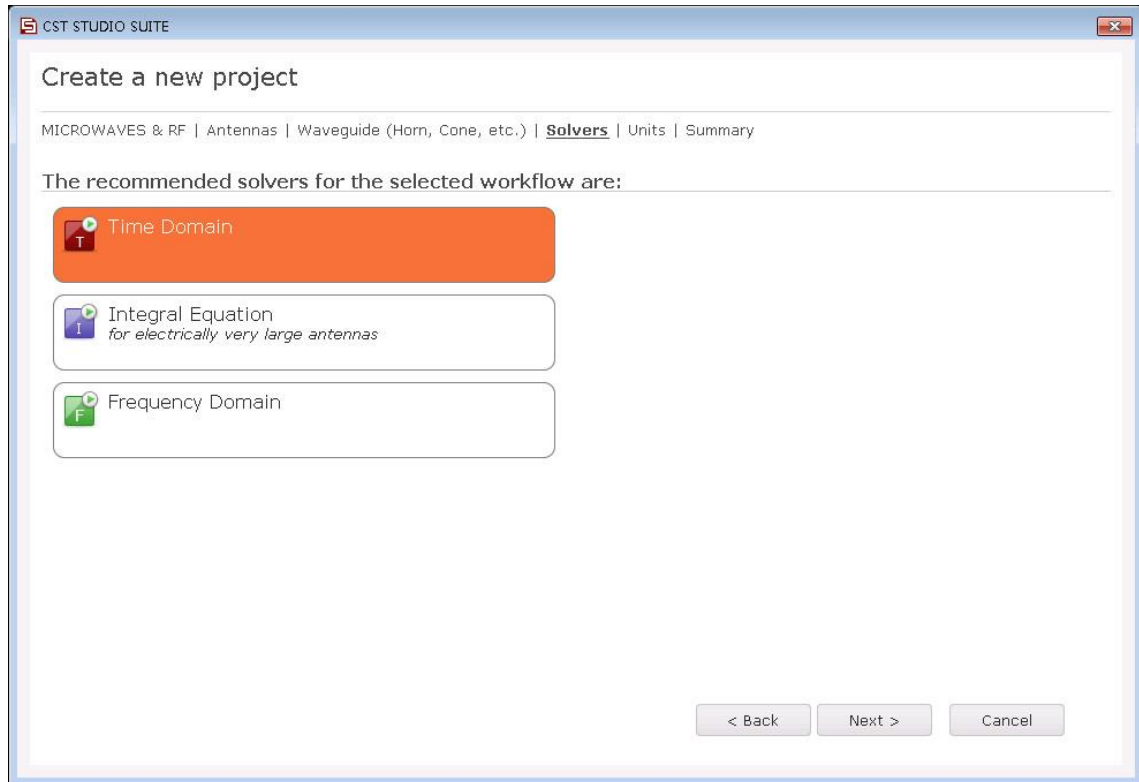 CST STUDIO SUITE
Create a new project
MICROWAVES & RF | Antennas | Waveguide (Horn, Cone, etc.) | Solvers | Units | Summary
The recommended solvers for the selected workflow are:
T
Time Domain
I
Integral Equation
for electrically very large antennas
F
Frequency Domain
< Back
Next >
Cancel